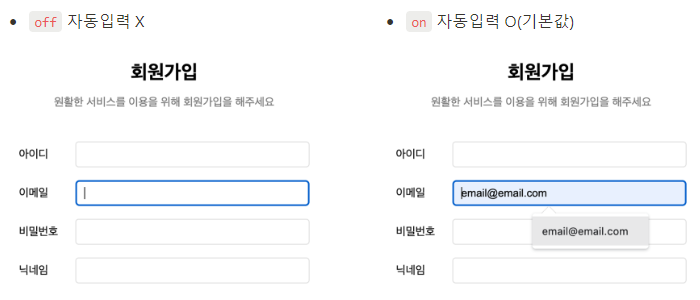 off 자동입력 X
회원가입
원활한 서비스를 이용을 위해 회원가입을 해주세요
아이디
이메일
비밀번호
닉네임
on 자동입력 O(기본값)
회원가입
원활한 서비스를 이용을 위해 회원가입을 해주세요
아이디
이메일 email@email.com
비밀번호 email@email.com
닉네임